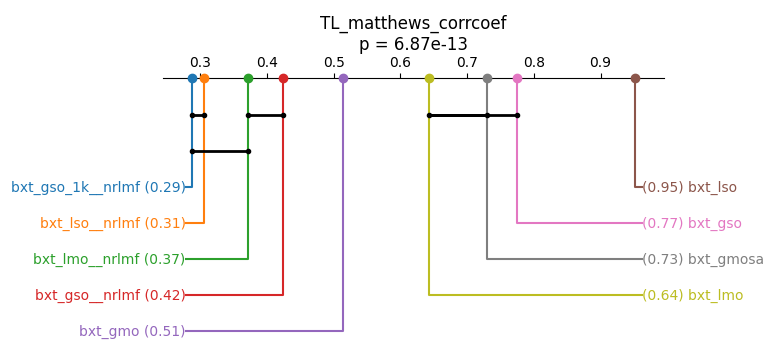 TL_matthews_corrcoef
p = 6.87e-13
0.3 0.4 0.5 0.6 0.7 0.8 0.9
bxt_gso_1k__nrlmf (0.29) (0.95) bxt_lso
bxt_lso__nrlmf (0.31) (0.77) bxt_gso
bxt_lmo__nrlmf (0.37) (0.73) bxt_gmosa
bxt_gso__nrlmf (0.42) (0.64) bxt_lmo
bxt_gmo (0.51)